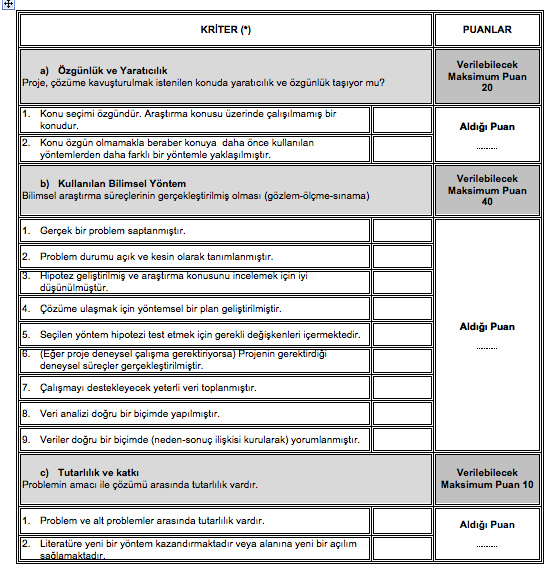 KRİTER (*)
PUANLAR
a) Özgünlük ve Yaratıcılık
Proje, çözüme kavuşturulmak istenilen konuda yaratıcılık ve özgünlük taşıyor mu?
Verilebilecek
Maksimum Puan
20
1. Konu seçimi özgündür. Araştırma konusu üzerinde çalışılmamış bir
konudur.
2. Konu özgün olmamakla beraber konuya daha önce kullanılan
yöntemlerden daha farklı bir yöntemle yaklaşılmıştır.
Aldığı Puan
.........
b) Kullanılan Bilimsel Yöntem
Bilimsel araştırma süreçlerinin gerçekleştirilmiş olması (gözlem-ölçme-sınama)
Verilebilecek
Maksimum Puan
40
1. Gerçek bir problem saptanmıştır.
2. Problem durumu açık ve kesin olarak tanımlanmıştır.
3. Hipotez geliştirilmiş ve araştırma konusunu incelemek için iyi
düşünülmüştür.
4. Çözüme ulaşmak için yöntemsel bir plan geliştirilmiştir.
5. Seçilen yöntem hipotezi test etmek için gerekli değişkenleri içermektedir.
6. (Eğer proje deneysel çalışma gerektiriyorsa) Projenin gerektirdiği
deneysel süreçler gerçekleştirilmiştir.
7. Çalışmayı destekleyecek yeterli veri toplanmıştır.
8. Veri analizi doğru bir biçimde yapılmıştır.
9. Veriler doğru bir biçimde (neden-sonuç ilişkisi kurularak) yorumlanmıştır.
Aldığı Puan
.........
c) Tutarlılık ve katkı
Problemin amacı ile çözümü arasında tutarlılık vardır.
Verilebilecek
Maksimum Puan 10
1. Problem ve alt problemler arasında tutarlılık vardır.
2. Literatüre yeni bir yöntem kazandırmaktadır veya alanına yeni bir açılım
sağlamaktadır.
Aldığı Puan
.........